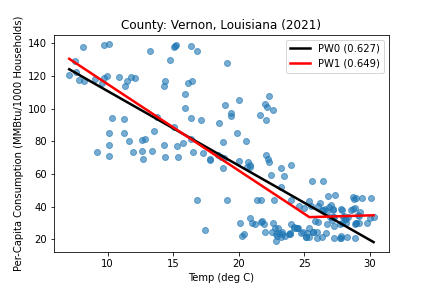 County: Vernon, Louisiana (2021)
PW0 (0.627)
PW1 (0.649)
Per-Capita Consumption (MMBtu/1000 Households)
140
120
100
80
60
40
20
10 15 20 25 30
Temp (deg C)